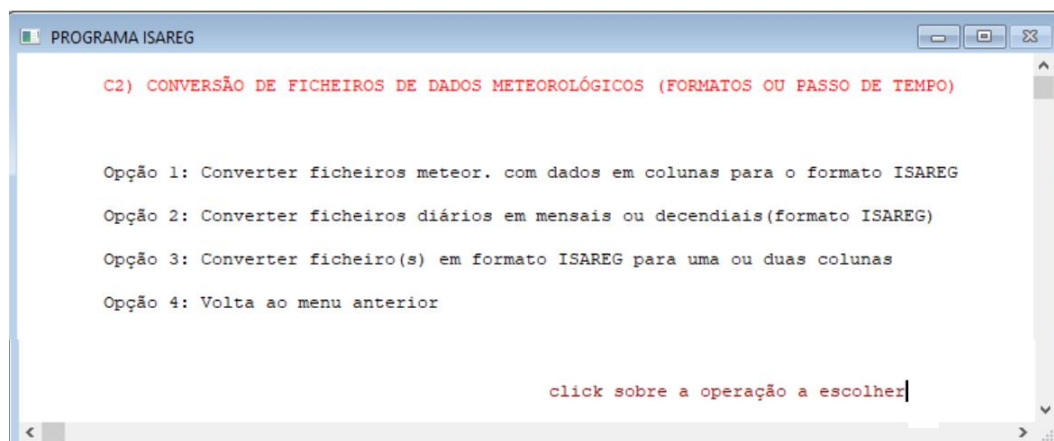 PROGRAMA ISAREG
C2) CONVERSÃO DE FICHEIROS DE DADOS METEOROLÓGICOS (FORMATOS OU PASSO DE TEMPO)
Opção 1: Converter ficheiros meteor. com dados em colunas para o formato ISAREG
Opção 2: Converter ficheiros diários em mensais ou decendiais(formato ISAREG)
Opção 3: Converter ficheiro(s) em formato ISAREG para uma ou duas colunas
Opção 4: Volta ao menu anterior
click sobre a operação a escolher